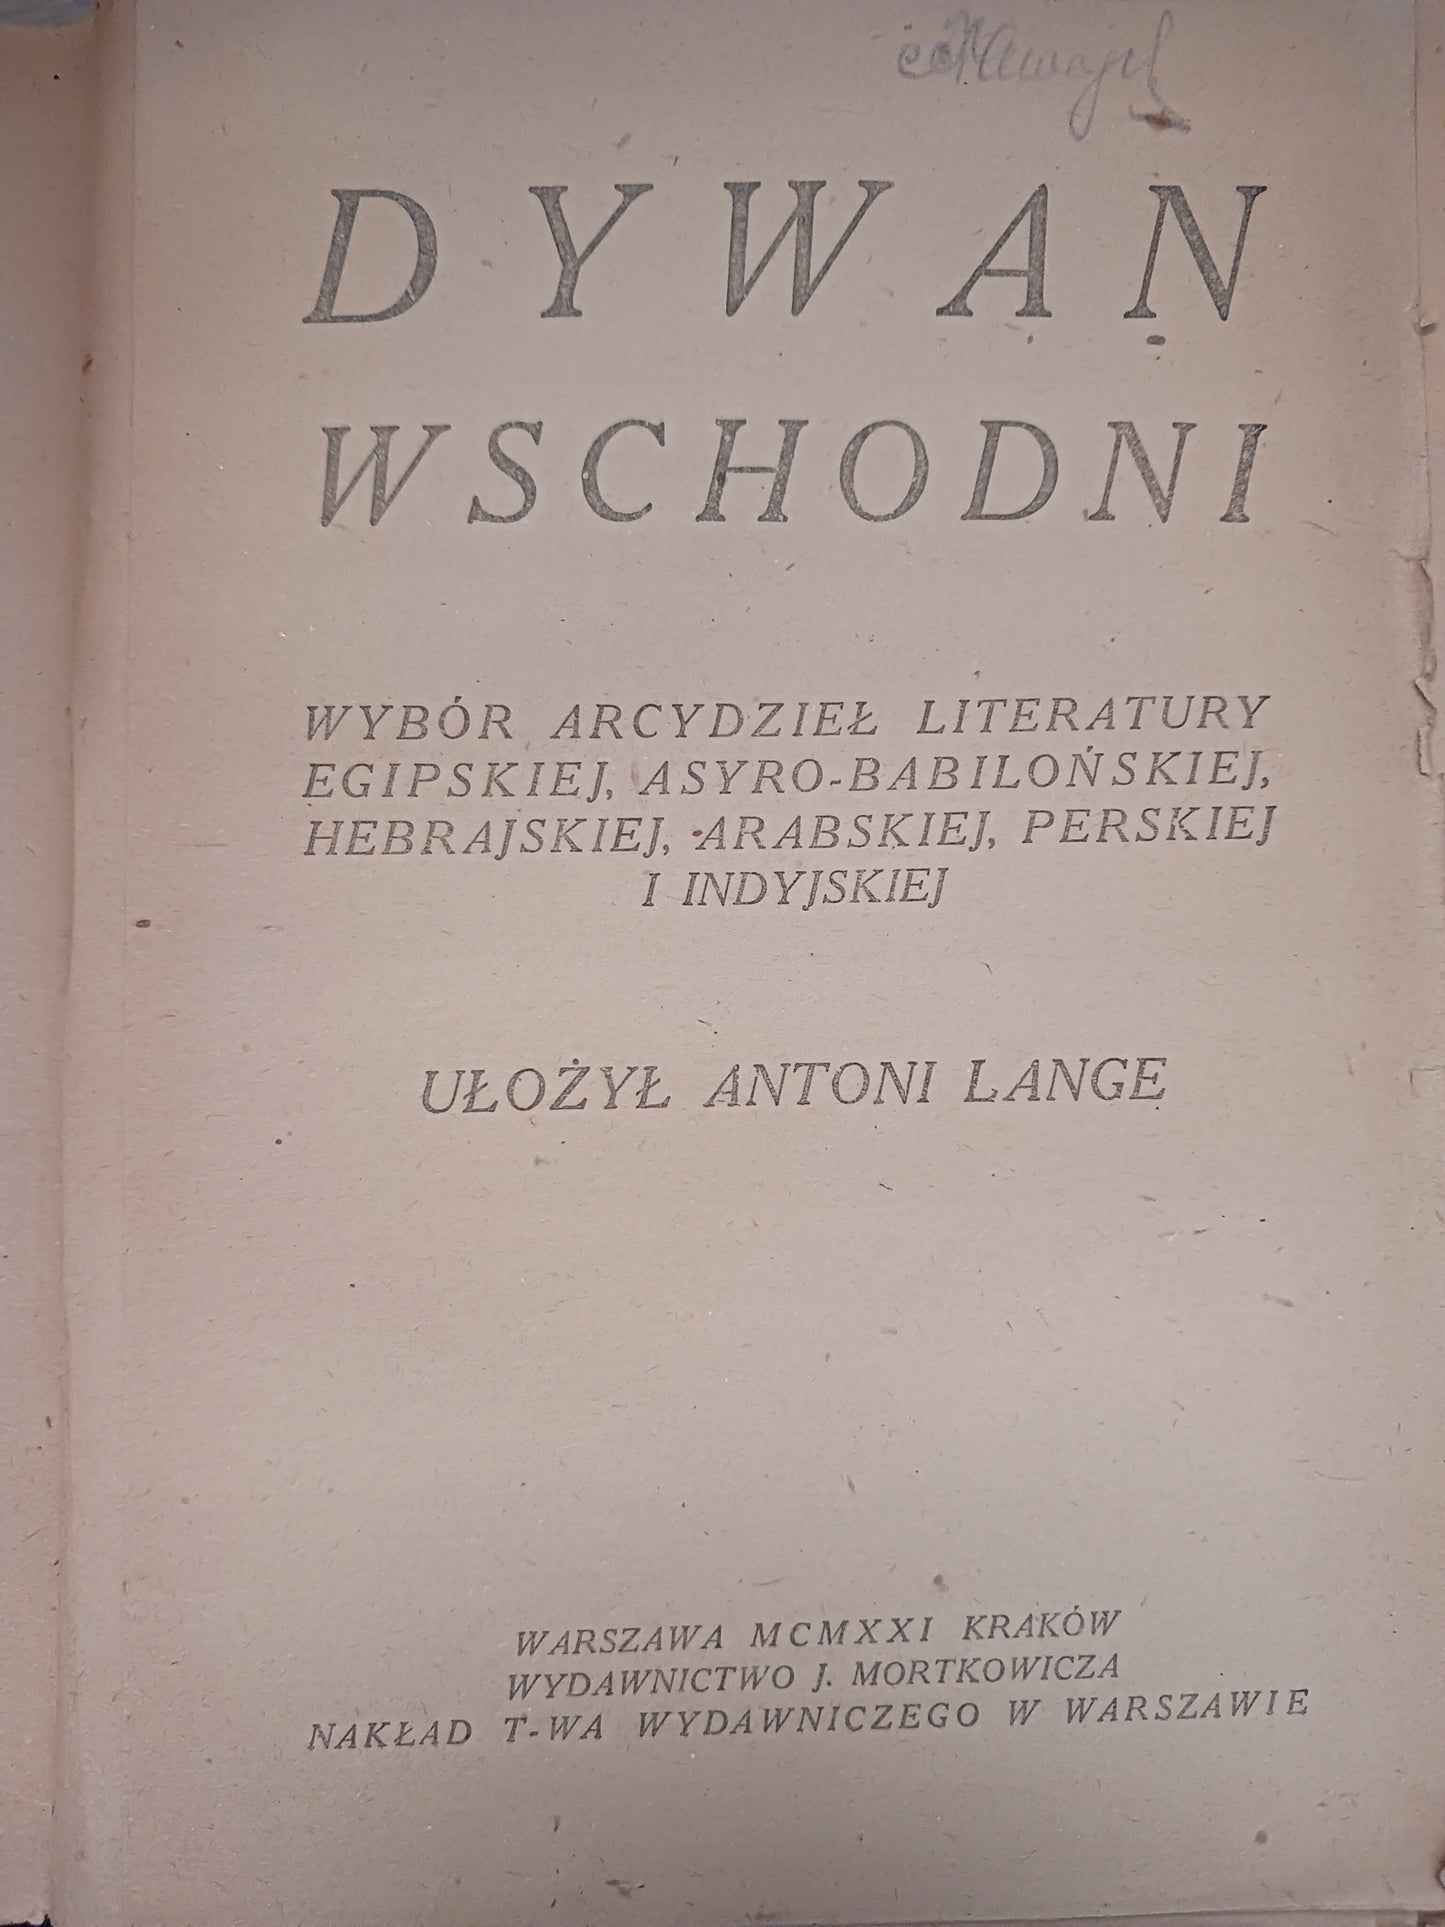 DYWAN
WSCHODNI
WYBÓR ARCYDZIEŁ LITERATURY
EGIPSKIEJ, ASYRO-BABILOŃSKIEJ,
HEBRAJSKIEJ, ARABSKIEJ, PERSKIEJ
I INDYJSKIEJ
UŁOŻYŁ ANTONI LANGE
WARSZAWA MCMXXI KRAKÓW
WYDAWNICTWO J. MORTKOWICZA
NAKŁAD T-WA WYDAWNICZEGO W WARSZAWIE